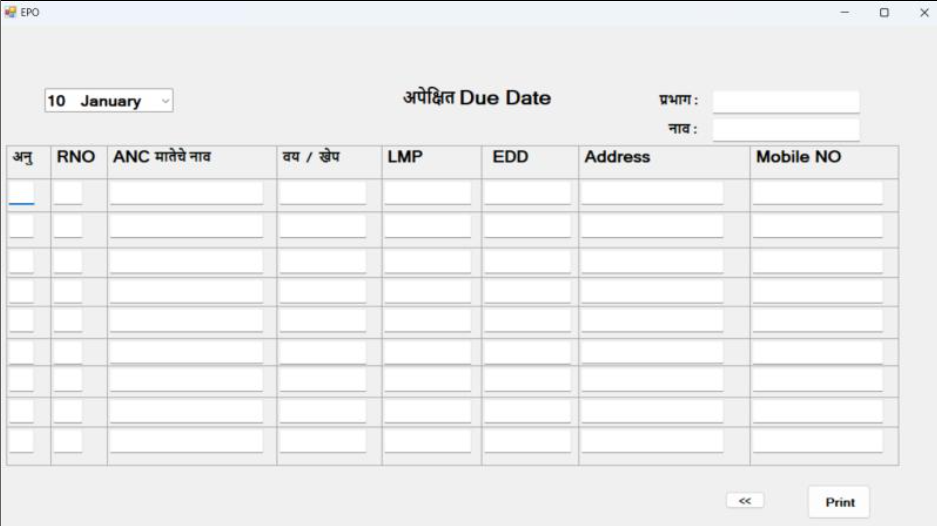 EPO
10 January
अपेक्षित Due Date
प्रभाग :
नाव :
अनु RNO ANC मातेचे नाव वय / खेप LMP EDD Address Mobile NO
<< Print